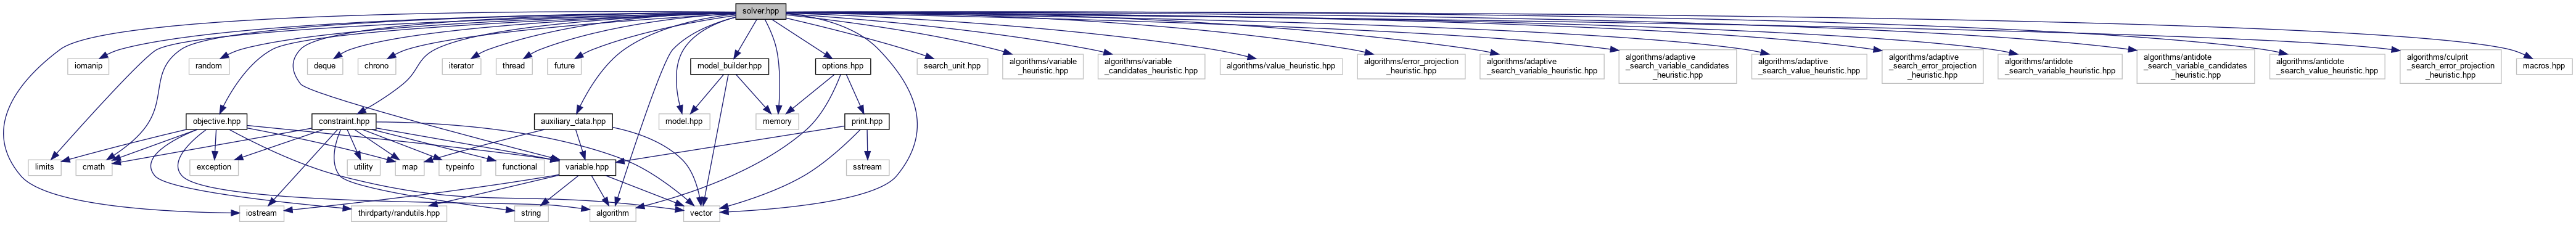 solver.hpp
iomanip
random
deque
chrono
iterator
thread
future
model_builder.hpp
options.hpp
search_unit.hpp
algorithms/variable
_heuristic.hpp
algorithms/variable
_candidates_heuristic.hpp
algorithms/value_heuristic.hpp
algorithms/error_projection
_heuristic.hpp
algorithms/adaptive
_search_variable_heuristic.hpp
algorithms/adaptive
_search_variable_candidates
_heuristic.hpp
algorithms/adaptive
_search_value_heuristic.hpp
algorithms/adaptive
_search_error_projection
_heuristic.hpp
algorithms/antidote
_search_variable_heuristic.hpp
algorithms/antidote
_search_variable_candidates
_heuristic.hpp
algorithms/antidote
_search_value_heuristic.hpp
algorithms/culprit
_search_error_projection
_heuristic.hpp
macros.hpp
objective.hpp
constraint.hpp
auxiliary_data.hpp
model.hpp
memory
print.hpp
limits
cmath
exception
utility
map
typeinfo
functional
variable.hpp
sstream
iostream
thirdparty/randutils.hpp
string
algorithm
vector